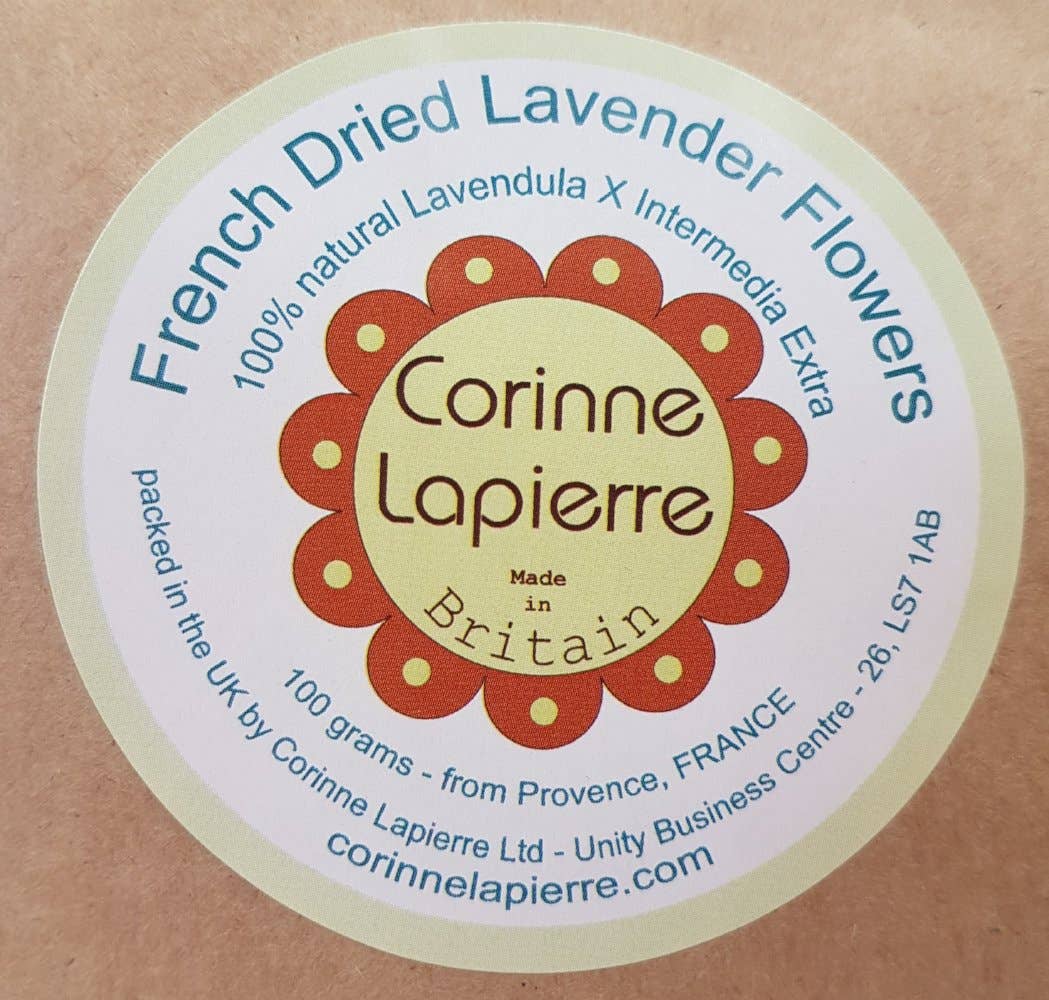 French Dried Lavender Flowers
100% natural Lavendula X Intermedia Extra
Corinne
Lapierre
Made
in
Britain
100 grams - from Provence, FRANCE
packed in the UK by Corinne Lapierre Ltd - Unity Business Centre - 26, LS7 1AB
corinnelapierre.com